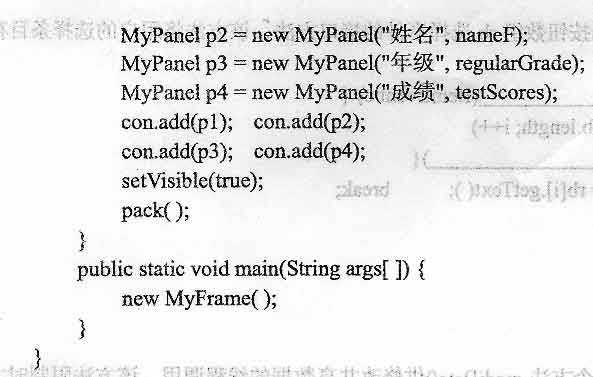 MyPanel p2 = new MyPanel("姓名", nameF);
MyPanel p3 = new MyPanel("年级", regularGrade);
MyPanel p4 = new MyPanel("成绩", testScores);
con.add(p1); con.add(p2);
con.add(p3); con.add(p4);
setVisible(true);
pack( );
}
public static void main(String args[ ]) {
new MyFrame( );
}
}